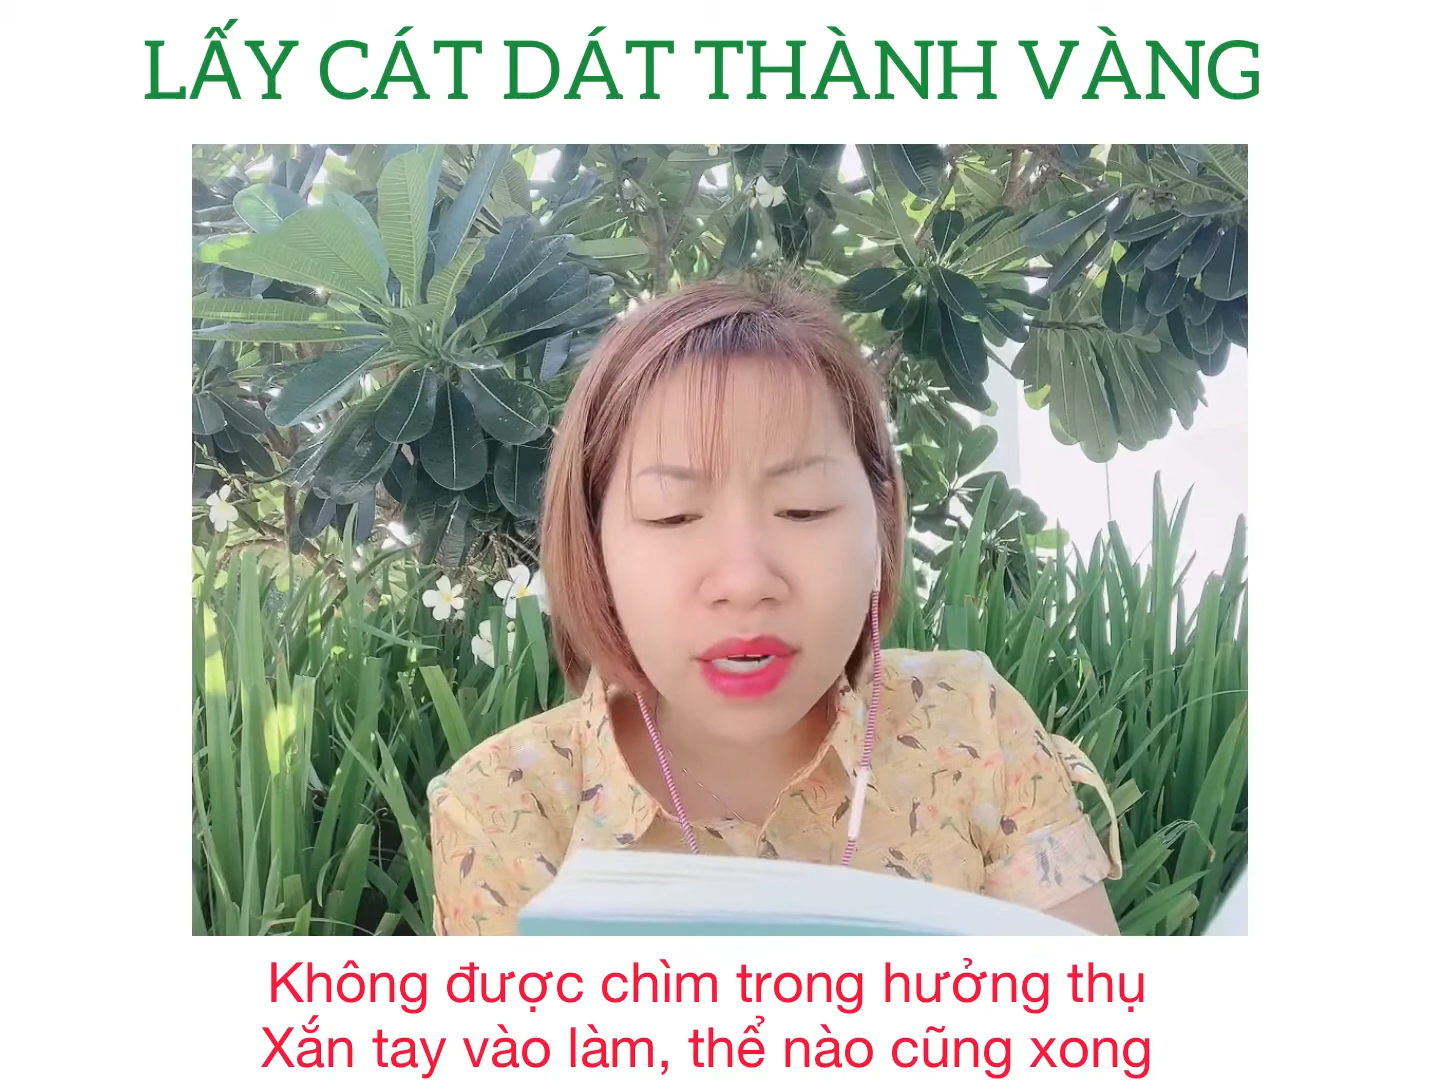 LẤY CÁT DÁT THÀNH VÀNG
Không được chìm trong hưởng thụ
Xắn tay vào làm, thể nào cũng xong